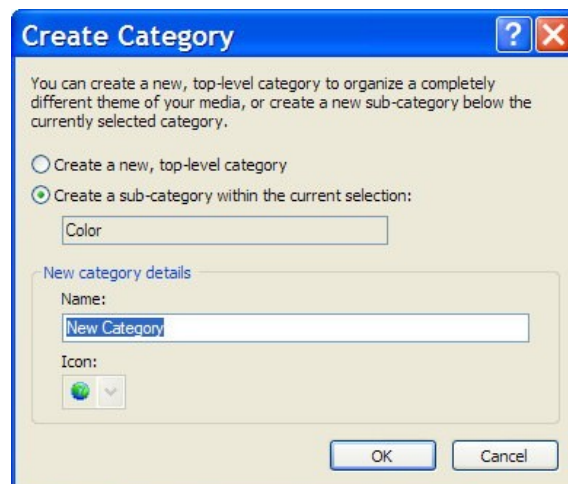 Create Category
?
You can create a new, top-level category to organize a completely
different theme of your media, or create a new sub-category below the
currently selected category.
Create a new, top-level category
Create a sub-category within the current selection:
Color
New category details
Name:
New Category
Icon:
OK Cancel